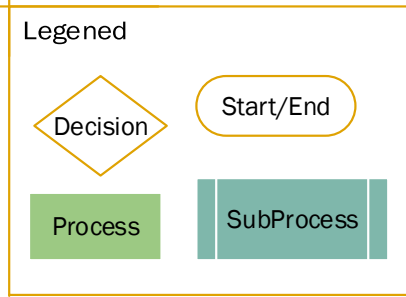 Legened
Decision
Start/End
Process
SubProcess